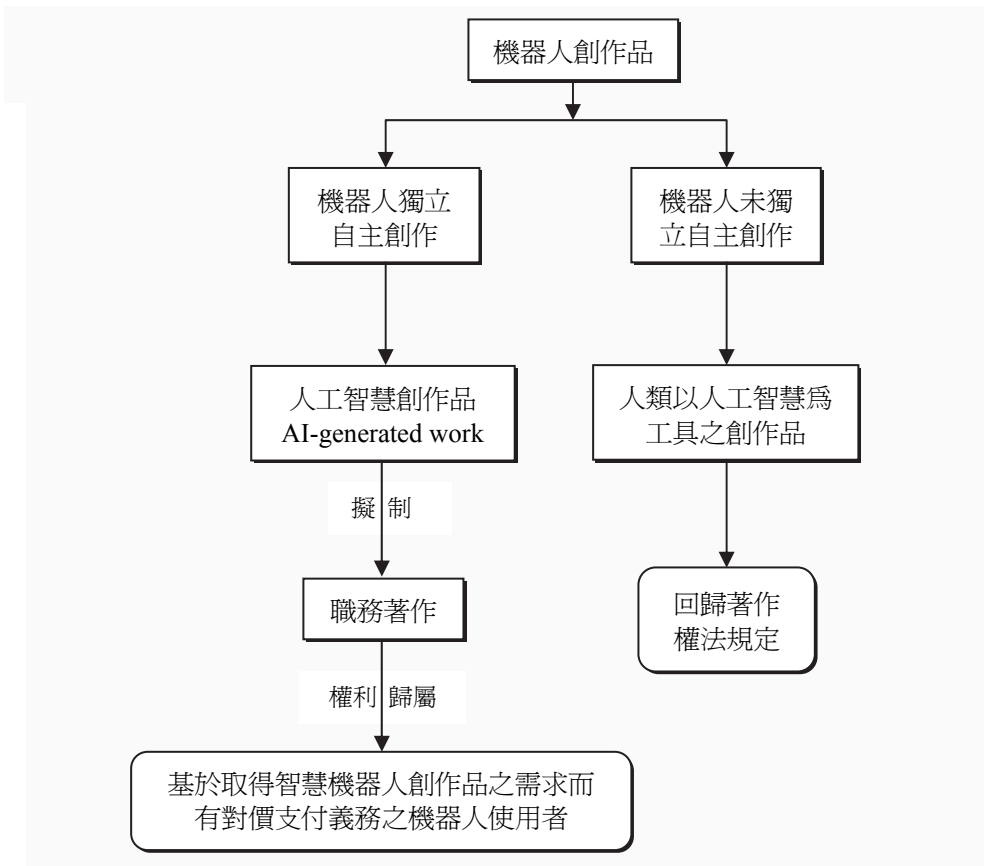 機器人創作品
機器人獨立
自主創作
機器人未獨
立自主創作
人工智慧創作品
AI-generated work
人類以人工智慧爲
工具之創作品
擬制
職務著作
回歸著作
權法規定
權利歸屬
基於取得智慧機器人創作品之需求而
有對價支付義務之機器人使用者